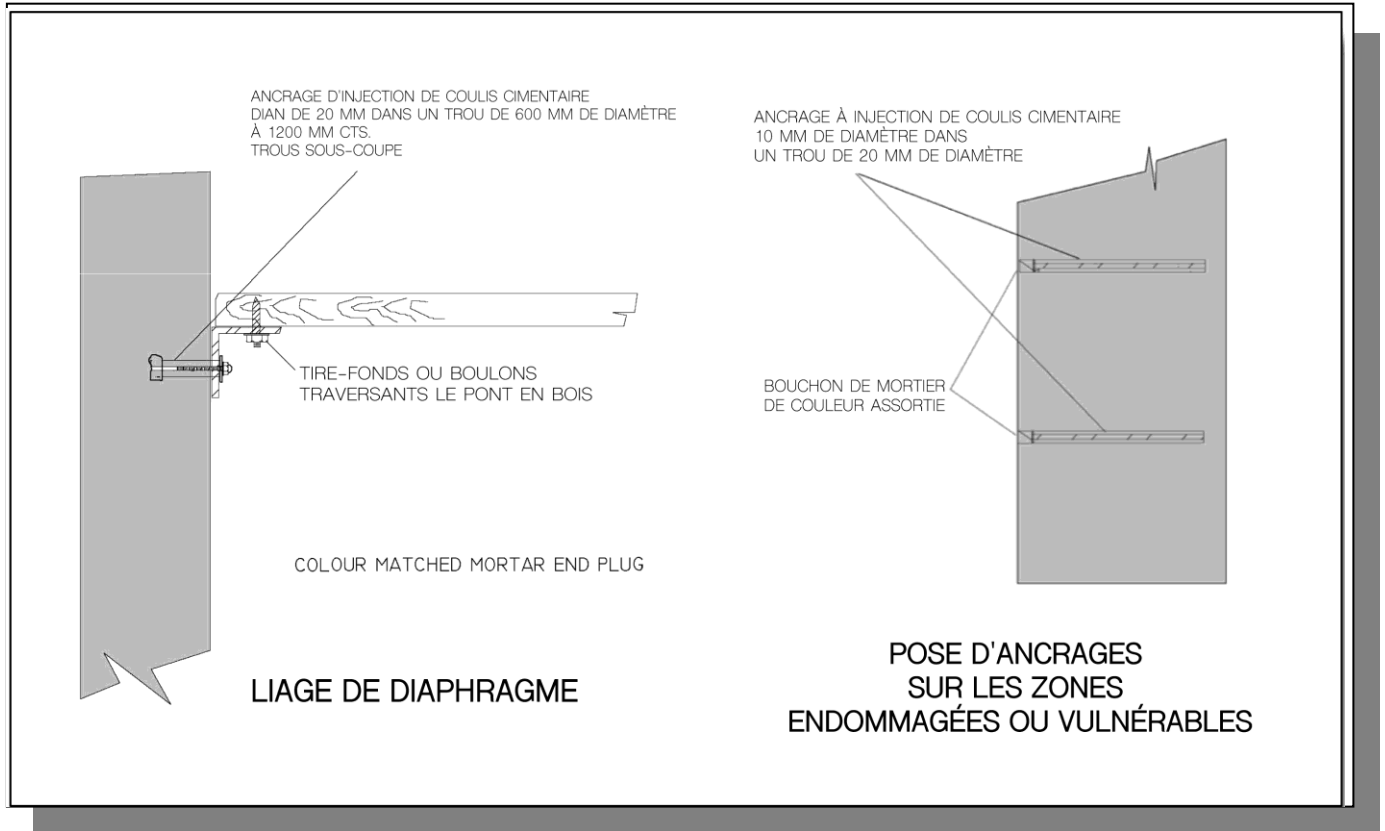 ANCRAGE D'INJECTION DE COULIS CIMENTAIRE
DIAN DE 20 MM DANS UN TROU DE 600 MM DE DIAMÈTRE
À 1200 MM CTS.
TROUS SOUS-COUPE
TIRE-FONDS OU BOULONS
TRAVERSANTS LE PONT EN BOIS
COLOUR MATCHED MORTAR END PLUG
LIAGE DE DIAPHRAGME
ANCRAGE À INJECTION DE COULIS CIMENTAIRE
10 MM DE DIAMÈTRE DANS
UN TROU DE 20 MM DE DIAMÈTRE
BOUCHON DE MORTIER
DE COULEUR ASSORTIE
POSE D'ANCRAGES
SUR LES ZONES
ENDOMMAGÉES OU VULNÉRABLES